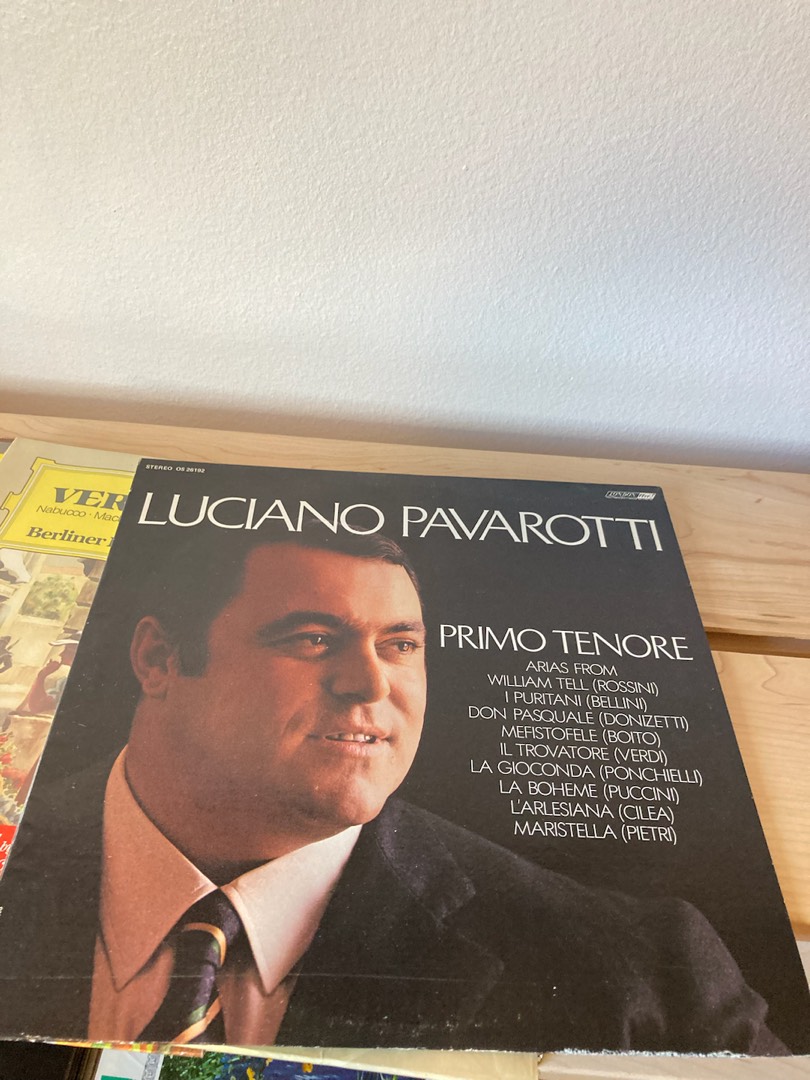 STEREO OS 26192
LONDON
LUCIANO PAVAROTTI
PRIMO TENORE
ARIAS FROM
WILLIAM TELL (ROSSINI)
I PURITANI (BELLINI)
DON PASQUALE (DONIZETTI)
MEFISTOFELE (BOITO)
IL TROVATORE (VERDI)
LA GIOCONDA (PONCHIELLI)
LA BOHEME (PUCCINI)
L'ARLESIANA (CILEA)
MARISTELLA (PIETRI)
VER
Nabucco · Mac
Berliner